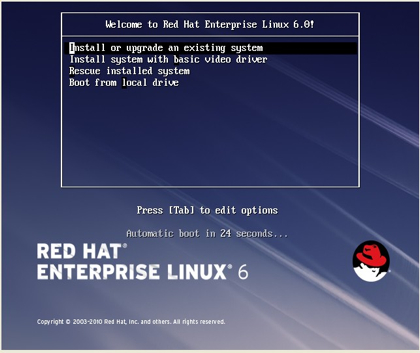 Welcome to Red Hat Enterprise Linux 6.0!
Install or upgrade an existing system
Install system with basic video driver
Rescue installed system
Boot from local drive
Press [Tab] to edit options
Automatic boot in 24 seconds...
RED HAT®
ENTERPRISE LINUX® 6
Copyright © 2003-2010 Red Hat, Inc. and others. All rights reserved.